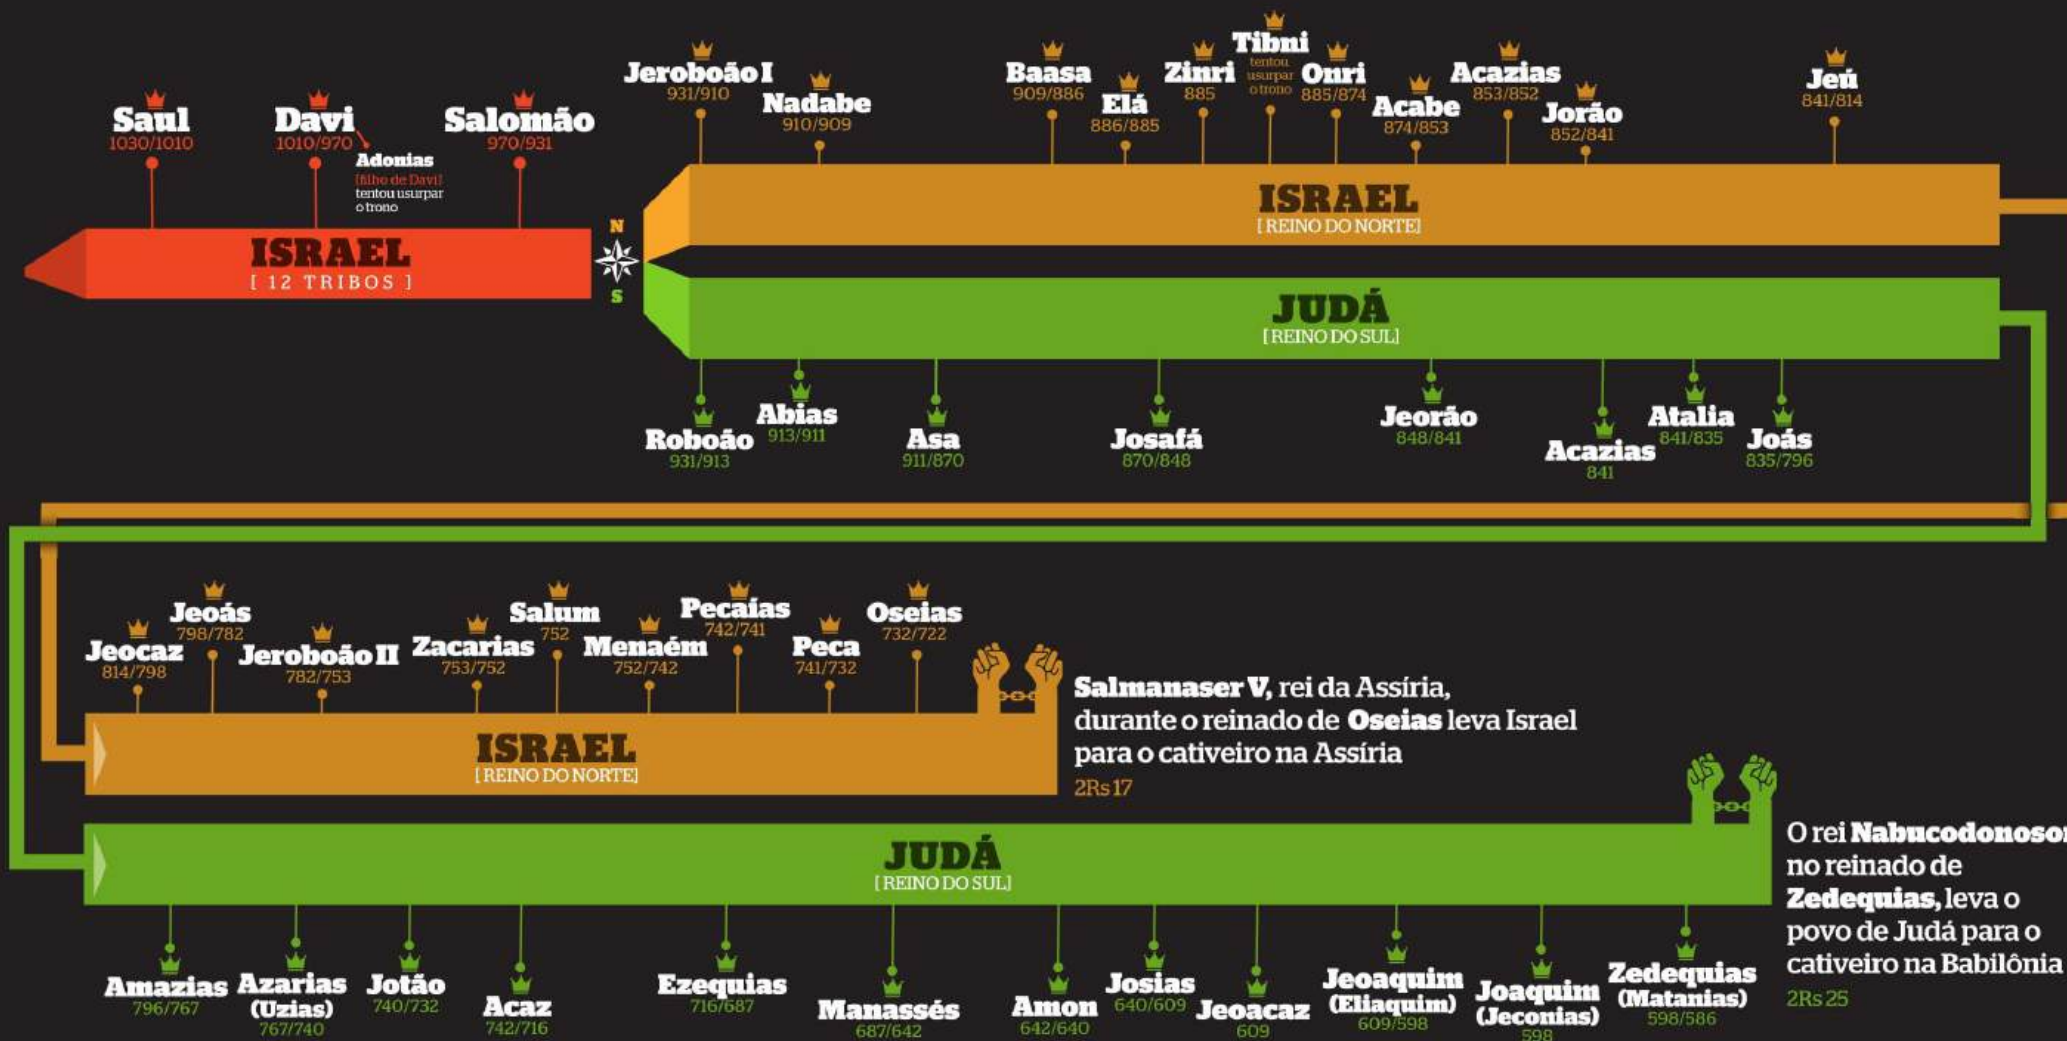 Saul
1030/1010
Davi
1010/970
Adonias
[filho de Davi]
tentou usurpar
o trono
Salomão
970/931
ISRAEL
[ 12 TRIBOS ]
N
S
Jeroboão I
931/910
Nadabe
910/909
Baasa
909/886
Elá
886/885
Zinri
885
Tibni
tentou
usurpar
o trono
Onri
885/874
Acabe
874/853
Acazias
853/852
Jorão
852/841
Jeú
841/814
ISRAEL
[ REINO DO NORTE]
JUDÁ
[ REINO DO SUL]
Roboão
931/913
Abias
913/911
Asa
911/870
Josafá
870/848
Jeorão
848/841
Acazias
841
Atalia
841/835
Joás
835/796
Jeocaz
814/798
Jeoás
798/782
Jeroboão II
782/753
Zacarias
753/752
Salum
752
Menaém
752/742
Pecaías
742/741
Peca
741/732
Oseias
732/722
ISRAEL
[ REINO DO NORTE]
Salmanaser V, rei da Assíria,
durante o reinado de Oseias leva Israel
para o cativeiro na Assíria
2Rs 17
JUDÁ
[ REINO DO SUL]
Amazias
796/767
Azarias
(Uzias)
767/740
Jotão
740/732
Acaz
742/716
Ezequias
716/687
Manassés
687/642
Amon
642/640
Josias
640/609
Jeoacaz
609
Jeoaquim
(Eliaquim)
609/598
Joaquim
(Jeconias)
598
Zedequias
(Matanias)
598/586
O rei Nabucodonosor
no reinado de
Zedequias, leva o
povo de Judá para o
cativeiro na Babilônia
2Rs 25